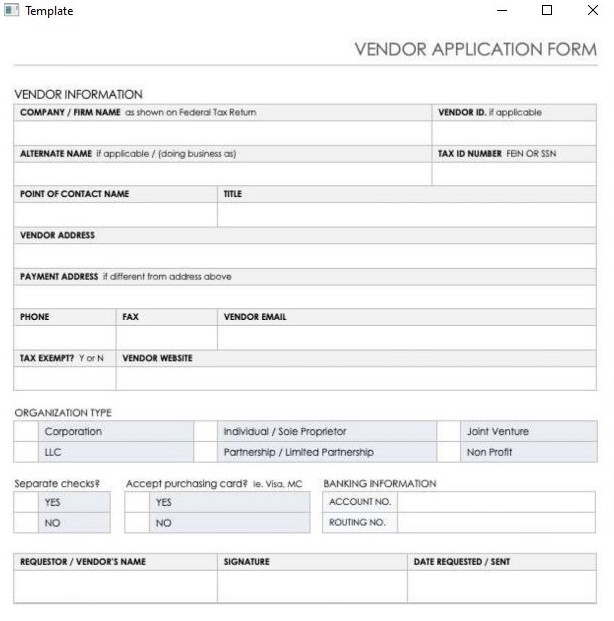 Template
VENDOR APPLICATION FORM
VENDOR INFORMATION
COMPANY / FIRM NAME as shown on Federal Tax Return VENDOR ID. if applicable
ALTERNATE NAME if applicable / (doing business as) TAX ID NUMBER FEIN OR SSN
POINT OF CONTACT NAME TITLE
VENDOR ADDRESS
PAYMENT ADDRESS if different from address above
PHONE FAX VENDOR EMAIL
TAX EXEMPT? Y or N VENDOR WEBSITE
ORGANIZATION TYPE
Corporation Individual / Sole Proprietor Joint Venture
LLC Partnership / Limited Partnership Non Profit
Separate checks? Accept purchasing card? ie. Visa, MC BANKING INFORMATION
YES YES ACCOUNT NO.
NO NO ROUTING NO.
REQUESTOR / VENDOR'S NAME SIGNATURE DATE REQUESTED / SENT